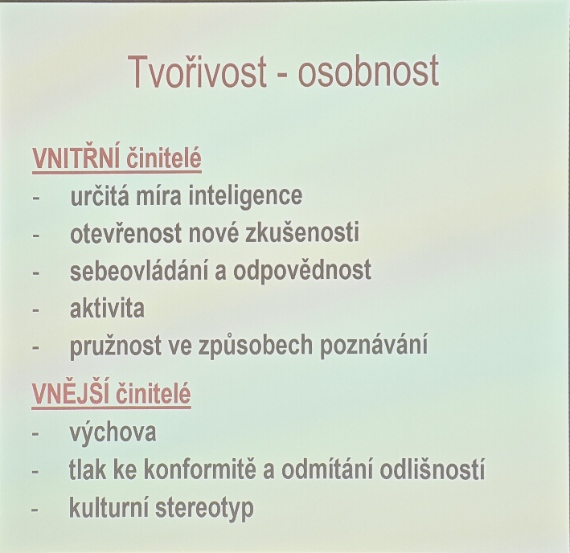 Tvořivost - osobnost
VNITŘNÍ činitelé
- určitá míra inteligence
- otevřenost nové zkušenosti
- sebeovládání a odpovědnost
- aktivita
- pružnost ve způsobech poznávání
VNĚJŠÍ činitelé
- výchova
- tlak ke konformitě a odmítání odlišností
- kulturní stereotyp